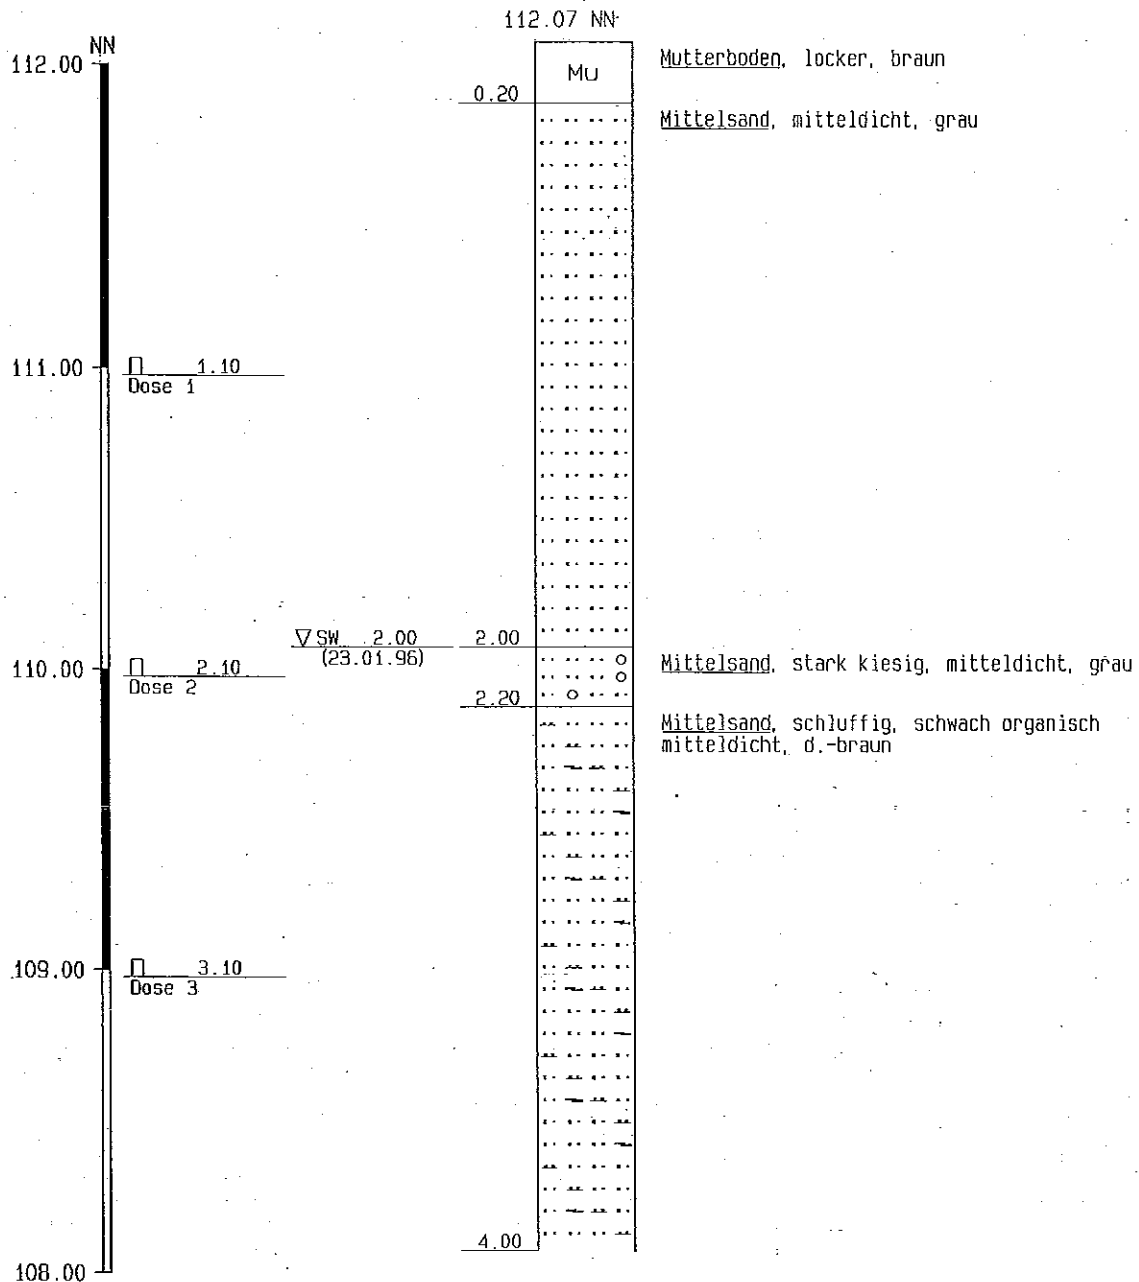 112.07 NN
NN
112.00
Mu
Mutterboden, locker, braun
0.20
Mittelsand, mitteldicht, grau
111.00
1.10
Dose 1
SW 2.00
(23.01.96)
2.00
110.00
2.10
Dose 2
Mittelsand, stark kiesig, mitteldicht, grau
2.20
Mittelsand, schluffig, schwach organisch
mitteldicht, d.-braun
109.00
3.10
Dose 3
4.00
108.00